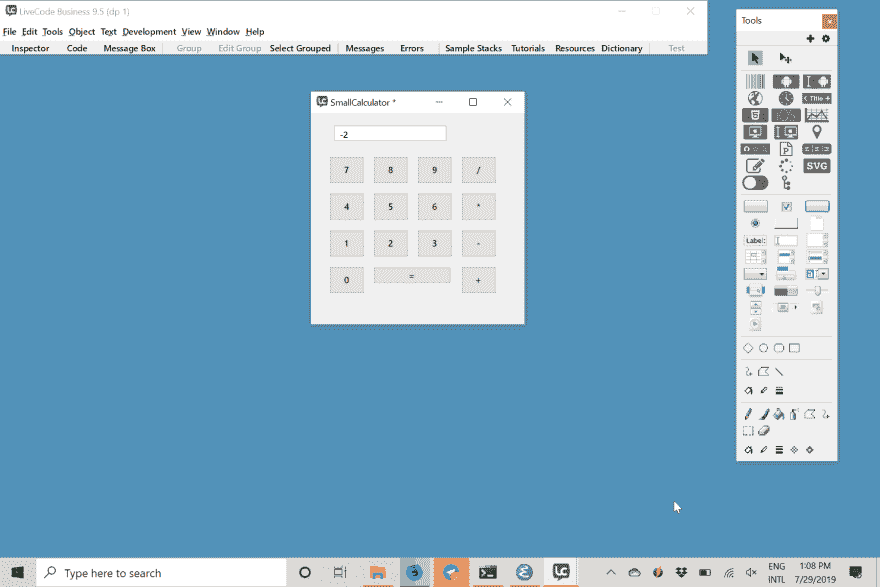 LiveCode Business 9.5 (dp 1)
File Edit Tools Object Text Development View Window Help
Inspector Code Message Box Group Edit Group Select Grouped Messages Errors Sample Stacks Tutorials Resources Dictionary Test
Tools
SmallCalculator *
-2
7 8 9 /
4 5 6 *
1 2 3 -
0 = +
Title
SVG
Label:
Type here to search
ENG
INTL
1:08 PM
7/29/2019